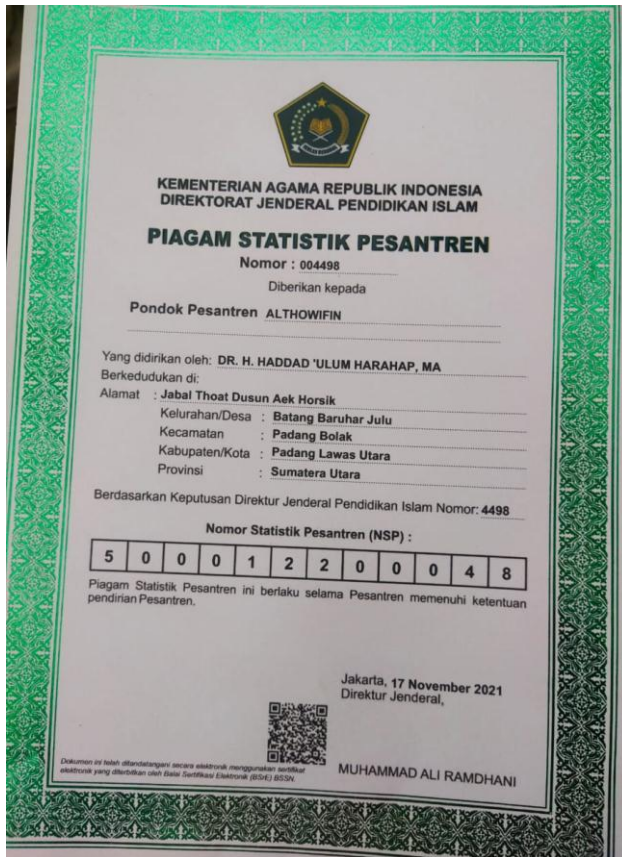 KEMENTERIAN AGAMA REPUBLIK INDONESIA
DIREKTORAT JENDERAL PENDIDIKAN ISLAM
PIAGAM STATISTIK PESANTREN
Nomor : 004498
Diberikan kepada
Pondok Pesantren ALTHOWIFIN
Yang didirikan oleh: DR. H. HADDAD 'ULUM HARAHAP, MA
Berkedudukan di:
Alamat : Jabal Thoat Dusun Aek Horsik
Kelurahan/Desa : Batang Baruhar Julu
Kecamatan : Padang Bolak
Kabupaten/Kota : Padang Lawas Utara
Provinsi : Sumatera Utara
Berdasarkan Keputusan Direktur Jenderal Pendidikan Islam Nomor: 4498
Nomor Statistik Pesantren (NSP) :
5 0 0 0 1 2 2 0 0 0 4 8
Piagam Statistik Pesantren ini berlaku selama Pesantren memenuhi ketentuan
pendirian Pesantren.
Jakarta, 17 November 2021
Direktur Jenderal,
Dokumen ini telah ditandatangani secara elektronik menggunakan sertifikat
elektronik yang diterbitkan oleh Balai Sertifikasi Elektronik (BSrE) BSSN.
MUHAMMAD ALI RAMDHANI